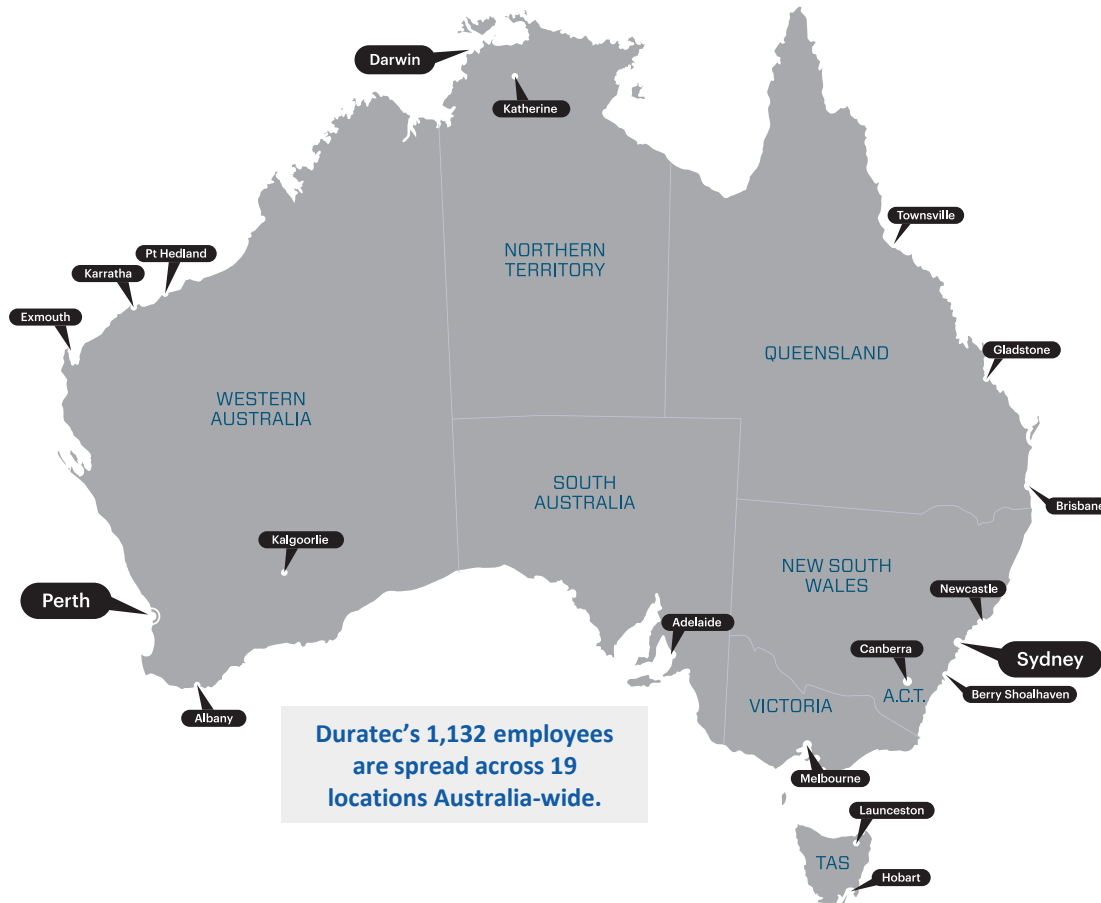 Darwin
Katherine
Townsville
Pt Hedland
NORTHERN
TERRITORY
Karratha
Exmouth
Gladstone
QUEENSLAND
WESTERN
AUSTRALIA
SOUTH
AUSTRALIA
Brisbane
Kalgoorlie
NEW SOUTH
WALES
Newcastle
Perth
Adelaide
Canberra
Sydney
A.C.T.
Berry Shoalhaven
VICTORIA
Albany
Duratec’s 1,132 employees
are spread across 19
locations Australia-wide.
Melbourne
Launceston
TAS
Hobart